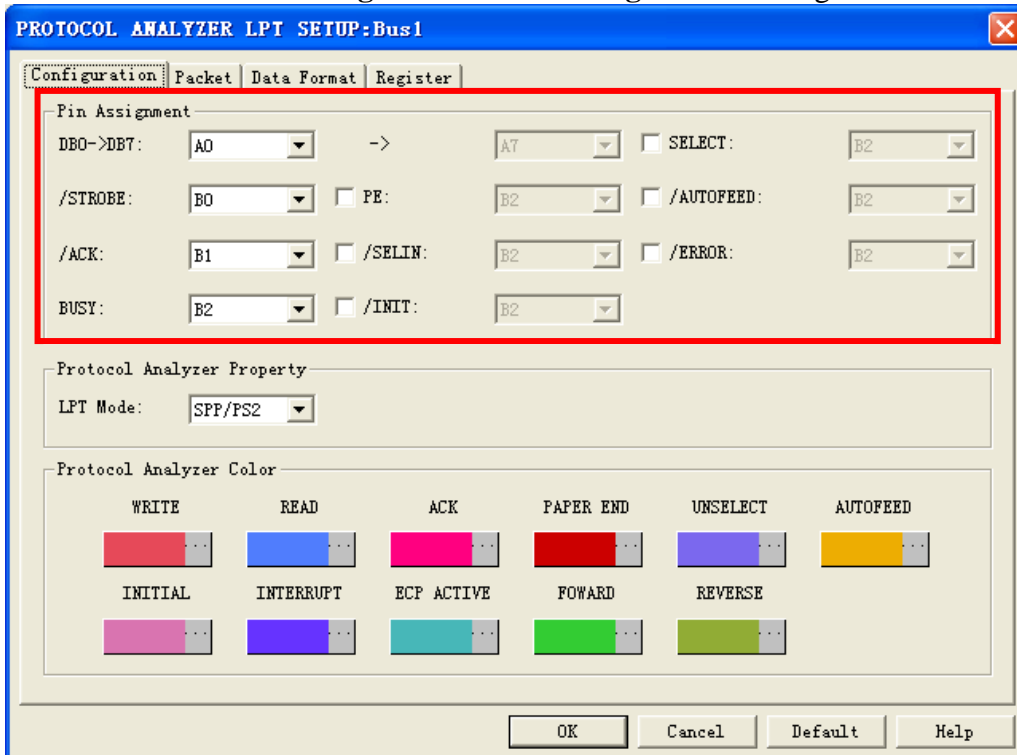 PROTOCOL ANALYZER LPT SETUP:Bus1
Configuration Packet Data Format Register
Pin Assignment
DB0->DB7: A0 -> A7 SELECT: B2
/STROBE: B0 PE: B2 /AUTOFEED: B2
/ACK: B1 /SELIN: B2 /ERROR: B2
BUSY: B2 /INIT: B2
Protocol Analyzer Property
LPT Mode: SPP/PS2
Protocol Analyzer Color
WRITE READ ACK PAPER END UNSELECT AUTOFEED
... ... ... ... ... ...
INITIAL INTERRUPT ECP ACTIVE FOWARD REVERSE
... ... ... ... ...
OK Cancel Default Help